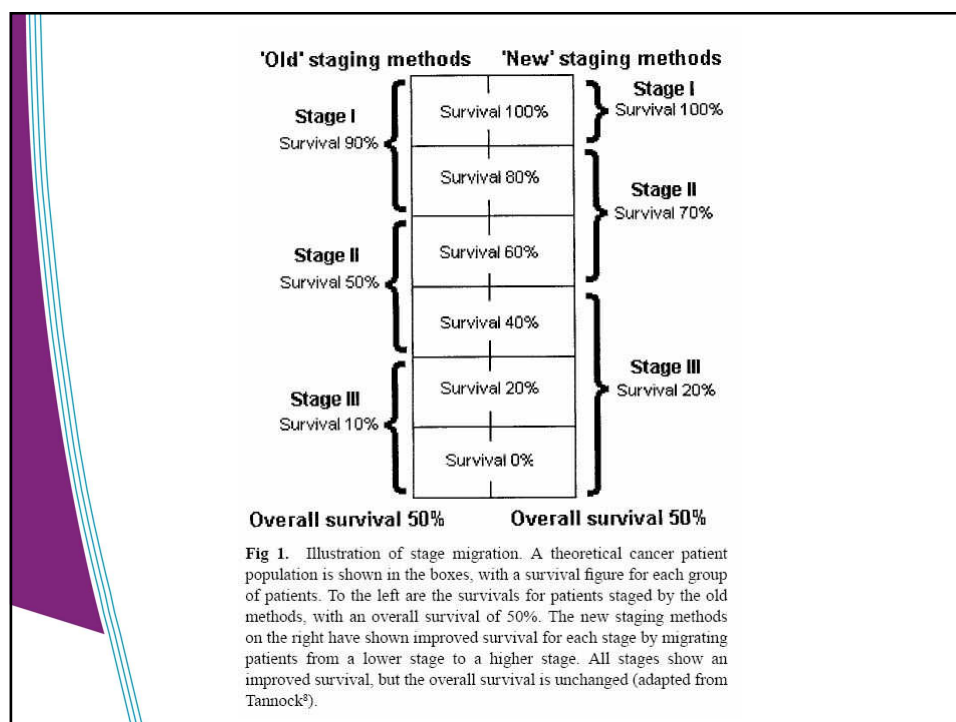 'Old' staging methods 'New' staging methods
Stage I
Survival 90%
Stage II
Survival 50%
Stage III
Survival 10%
Survival 100%
Survival 80%
Survival 60%
Survival 40%
Survival 20%
Survival 0%
Stage I
Survival 100%
Stage II
Survival 70%
Stage III
Survival 20%
Overall survival 50% Overall survival 50%
Fig 1. Illustration of stage migration. A theoretical cancer patient
population is shown in the boxes, with a survival figure for each group
of patients. To the left are the survivals for patients staged by the old
methods, with an overall survival of 50%. The new staging methods
on the right have shown improved survival for each stage by migrating
patients from a lower stage to a higher stage. All stages show an
improved survival, but the overall survival is unchanged (adapted from
Tannock⁸).